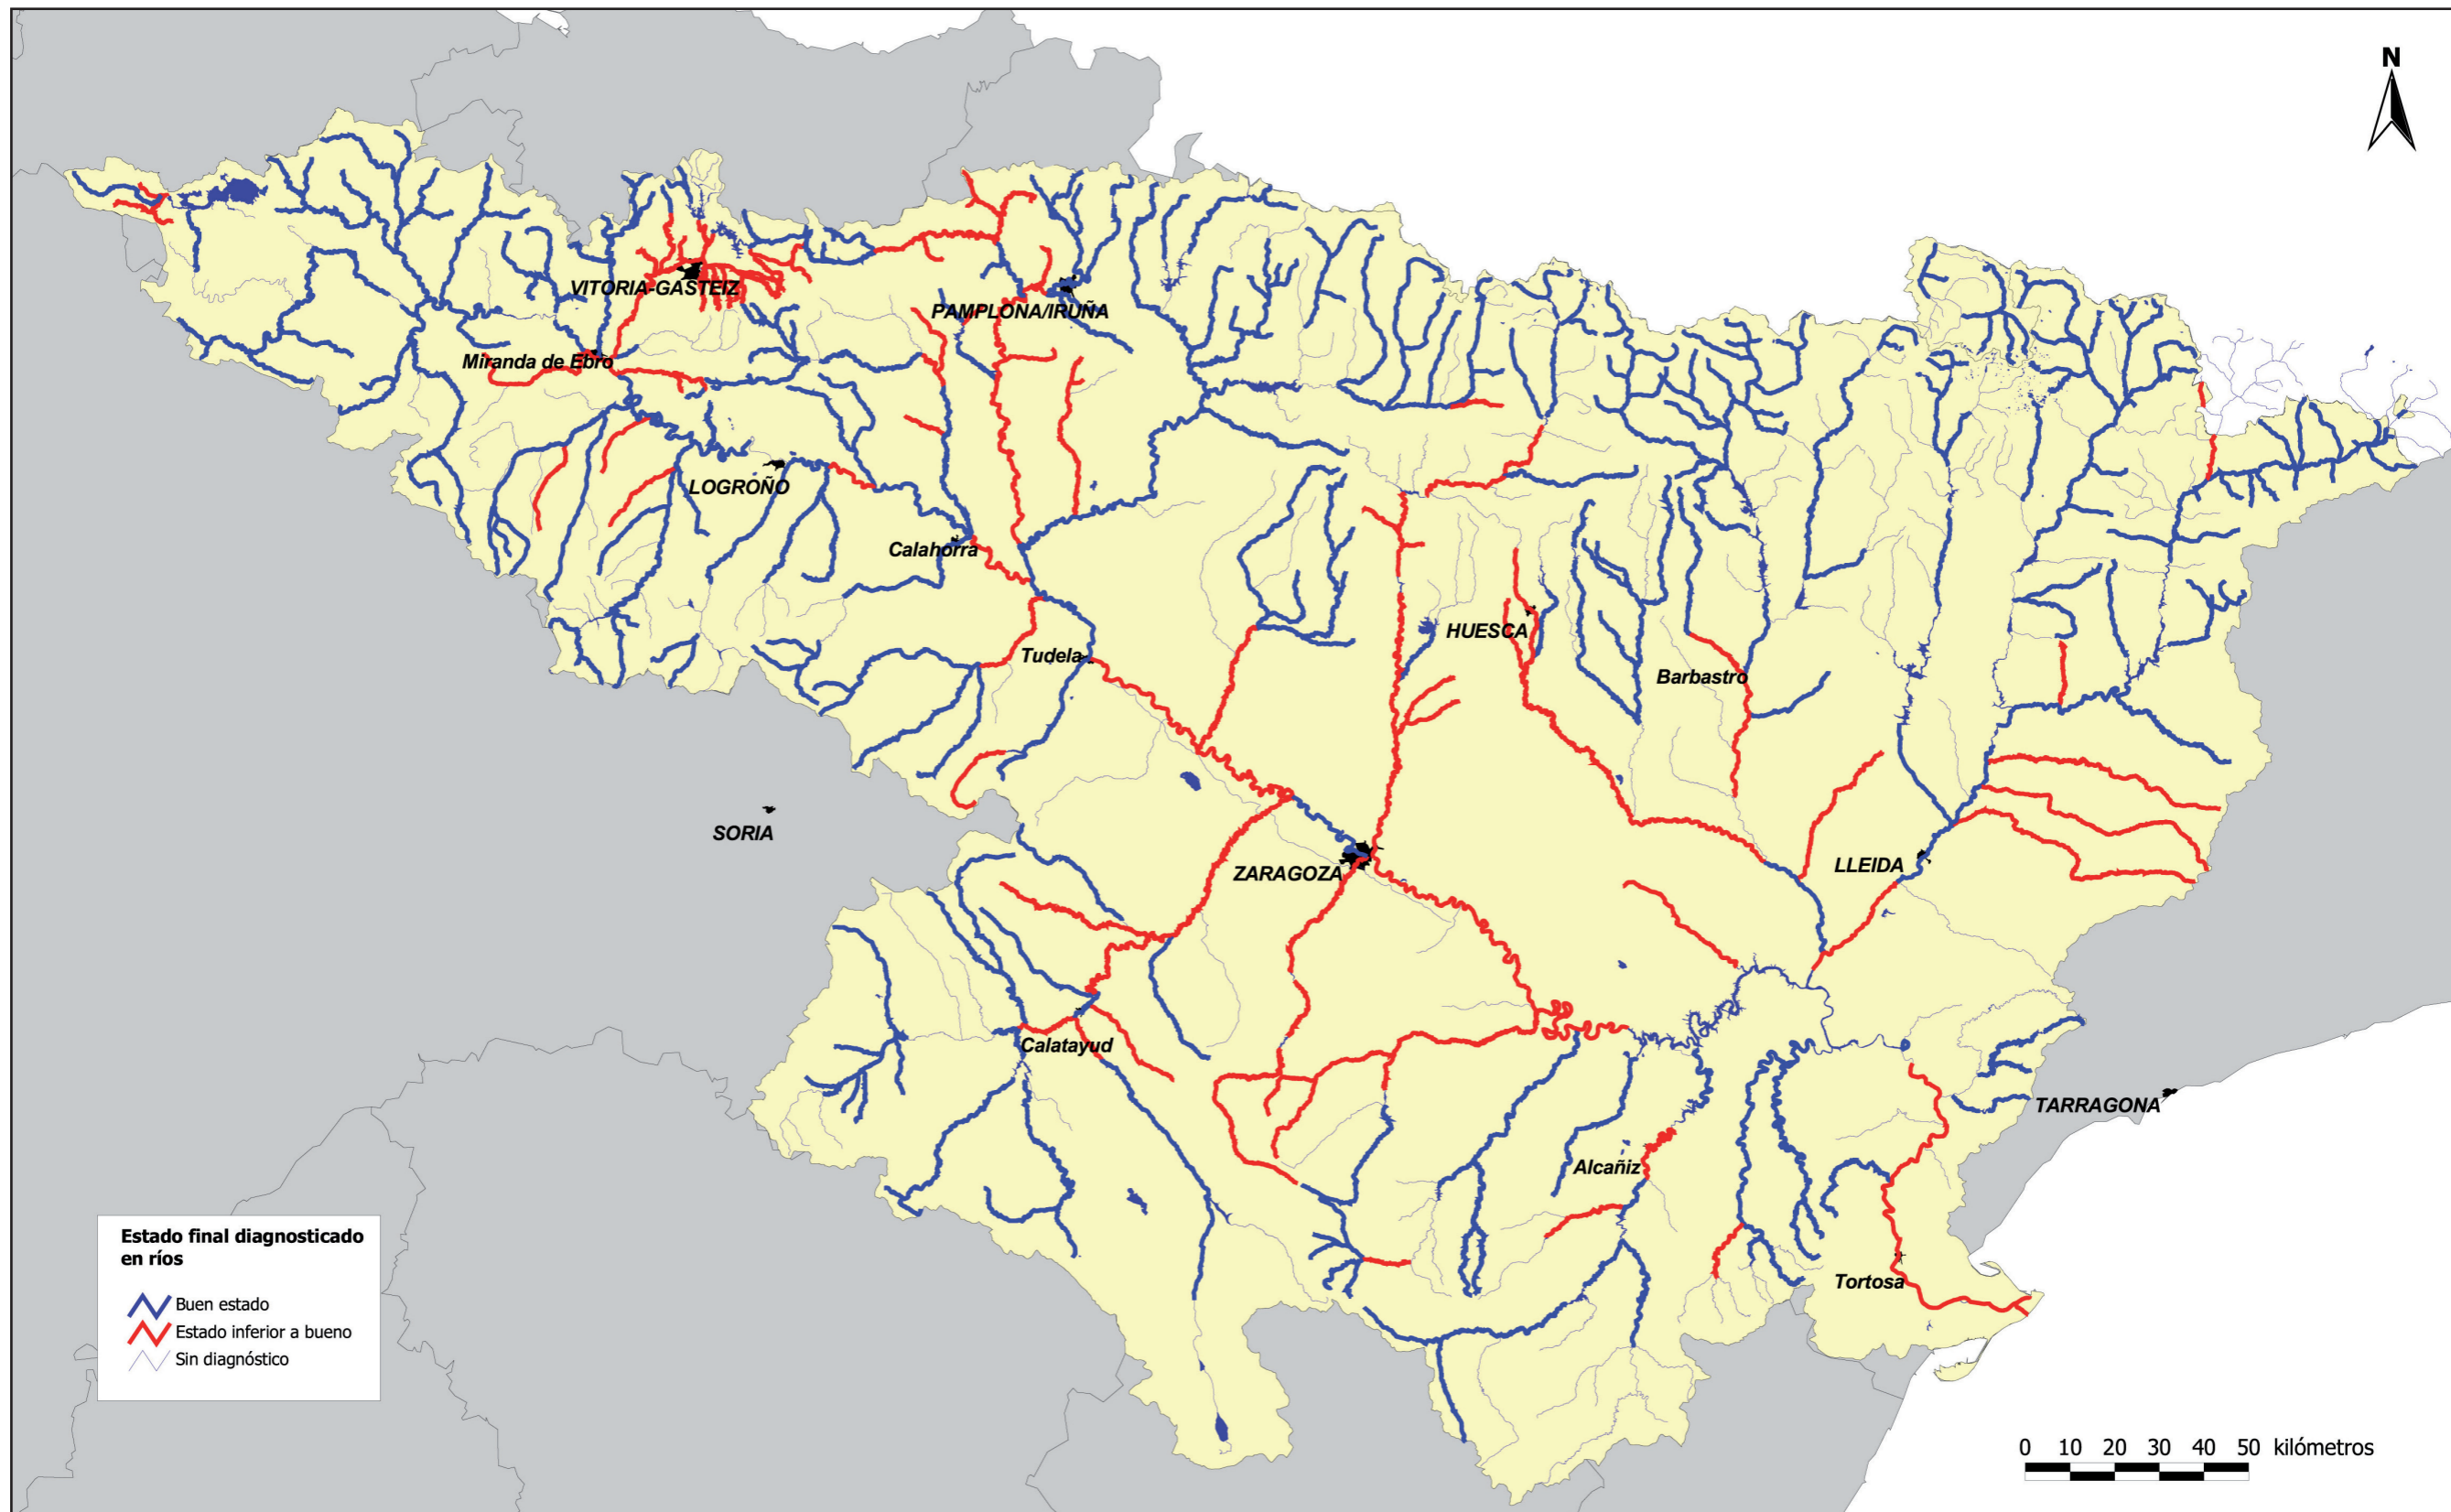 N
VITORIA-GASTEIZ
PAMPLONA/IRUÑA
Miranda de Ebro
LOGROÑO
Calahorra
HUESCA
Tudela
Barbastro
SORIA
ZARAGOZA
LLEIDA
Calatayud
TARRAGONA
Alcañiz
Tortosa
Estado final diagnosticado
en ríos
Buen estado
Estado inferior a bueno
Sin diagnóstico
0 10 20 30 40 50 kilómetros